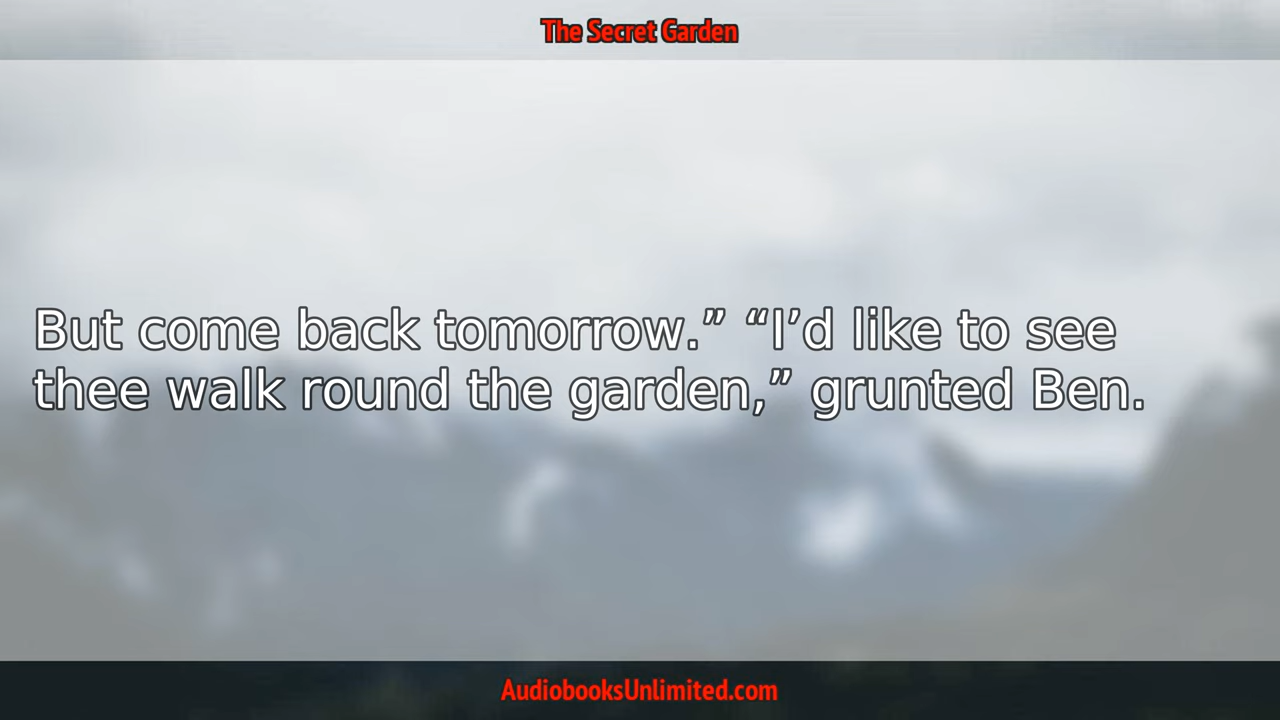 The Secret Garden
But come back tomorrow.” “I’d like to see
thee walk round the garden,” grunted Ben.
AudiobooksUnlimited.com